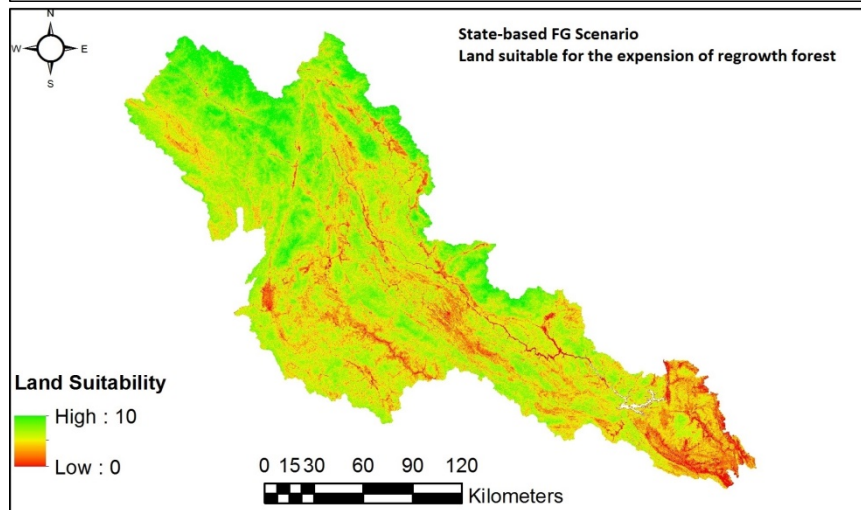 N
W E
S
State-based FG Scenario
Land suitable for the expension of regrowth forest
Land Suitability
High : 10
Low : 0
0 15 30 60 90 120
Kilometers